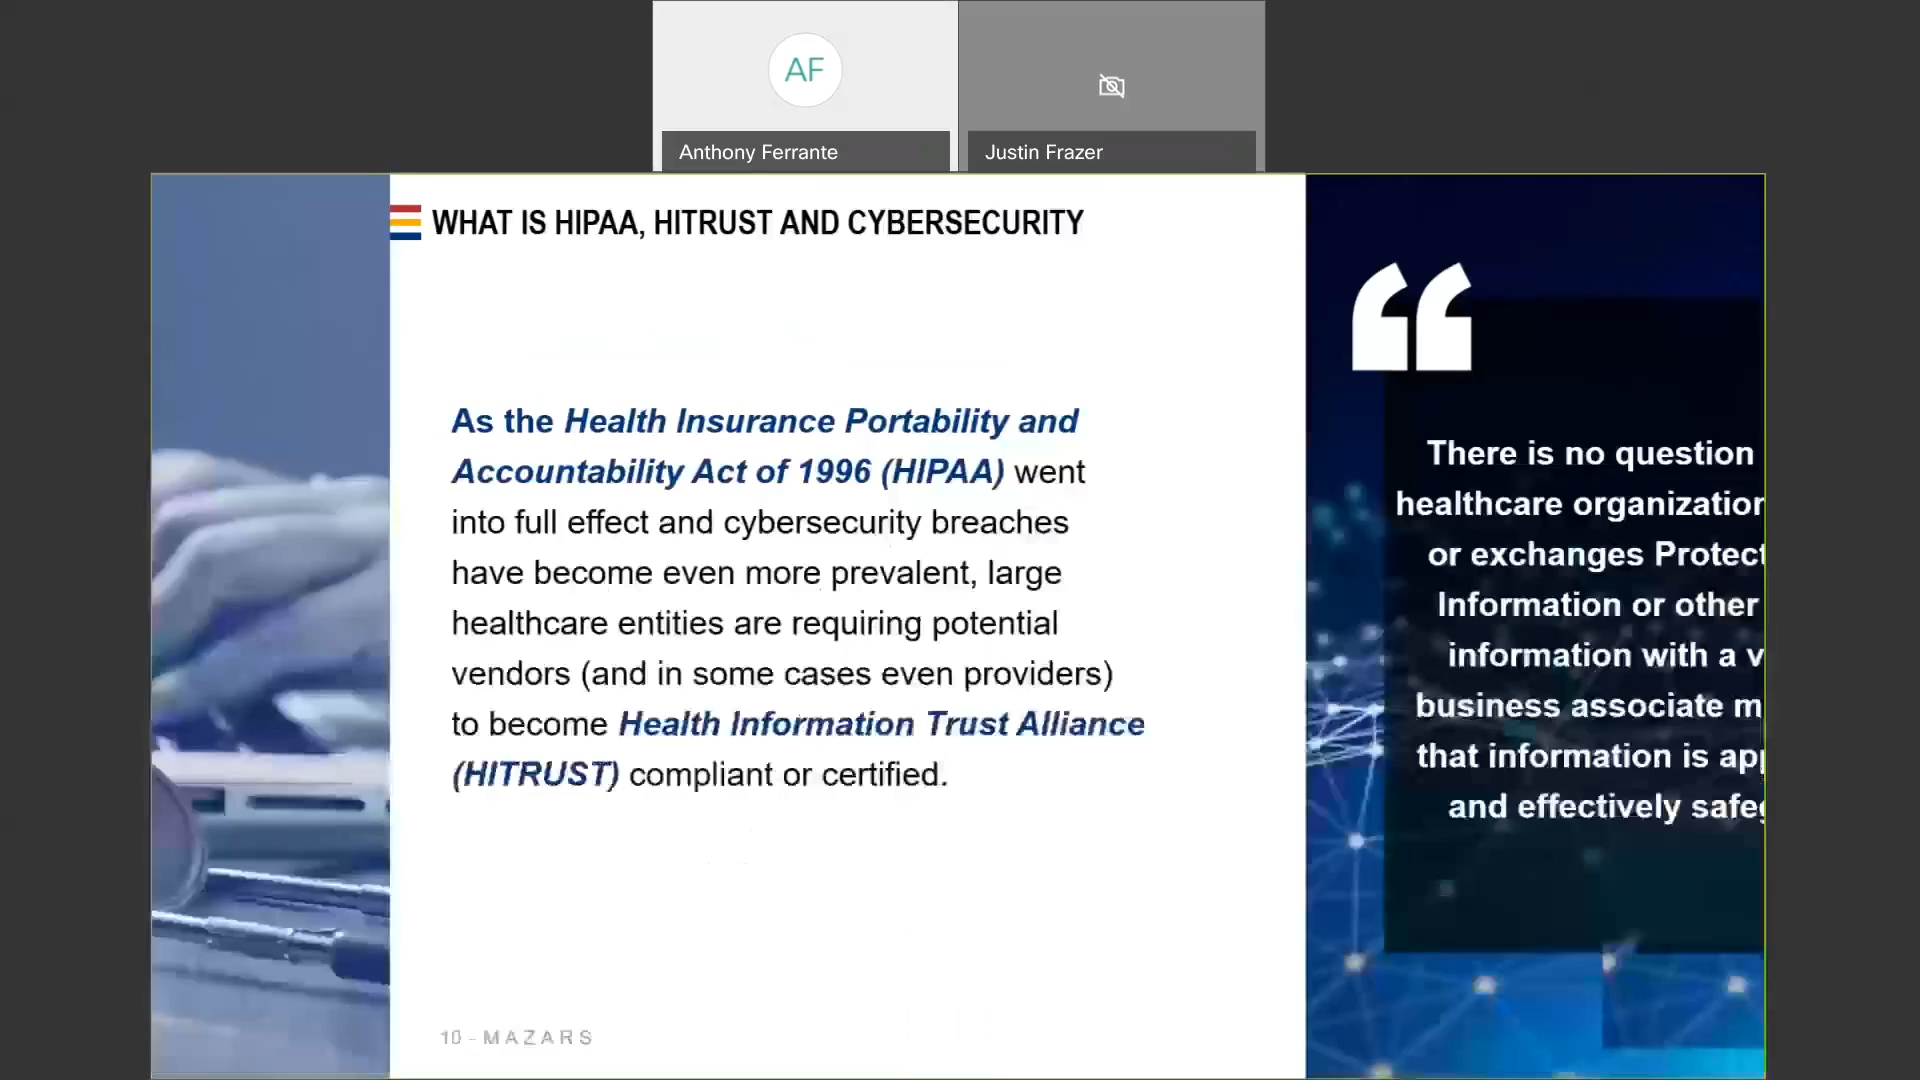 AF
Anthony Ferrante
Justin Frazer
WHAT IS HIPAA, HITRUST AND CYBERSECURITY
As the Health Insurance Portability and
Accountability Act of 1996 (HIPAA) went
into full effect and cybersecurity breaches
have become even more prevalent, large
healthcare entities are requiring potential
vendors (and in some cases even providers)
to become Health Information Trust Alliance
(HITRUST) compliant or certified.
10 - MAZARS
“
There is no question
healthcare
or exchanges
Information or other
information with a
business associate
that information is
and effectively